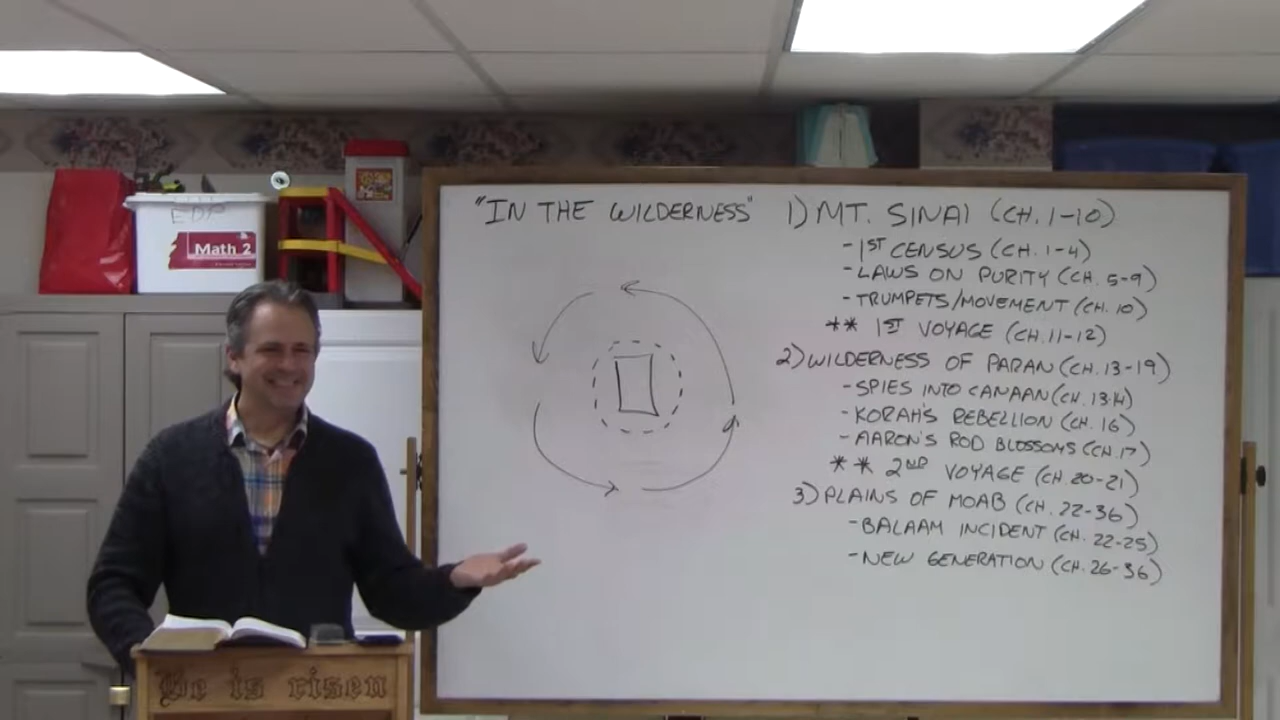 "IN THE WILDERNESS"
1) MT. SINAI (CH. 1-10)
- 1ST CENSUS (CH. 1-4)
- LAWS ON PURITY (CH. 5-9)
- TRUMPETS/MOVEMENT (CH. 10)
** 1ST VOYAGE (CH. 11-12)
2) WILDERNESS OF PARAN (CH. 13-19)
- SPIES INTO CANAAN (CH. 13-14)
- KORAH'S REBELLION (CH. 16)
- AARON'S ROD BLOSSOMS (CH. 17)
** 2ND VOYAGE (CH. 20-21)
3) PLAINS OF MOAB (CH. 22-36)
- BALAAM INCIDENT (CH. 22-25)
- NEW GENERATION (CH. 26-36)
EDP
Math 2
He is risen